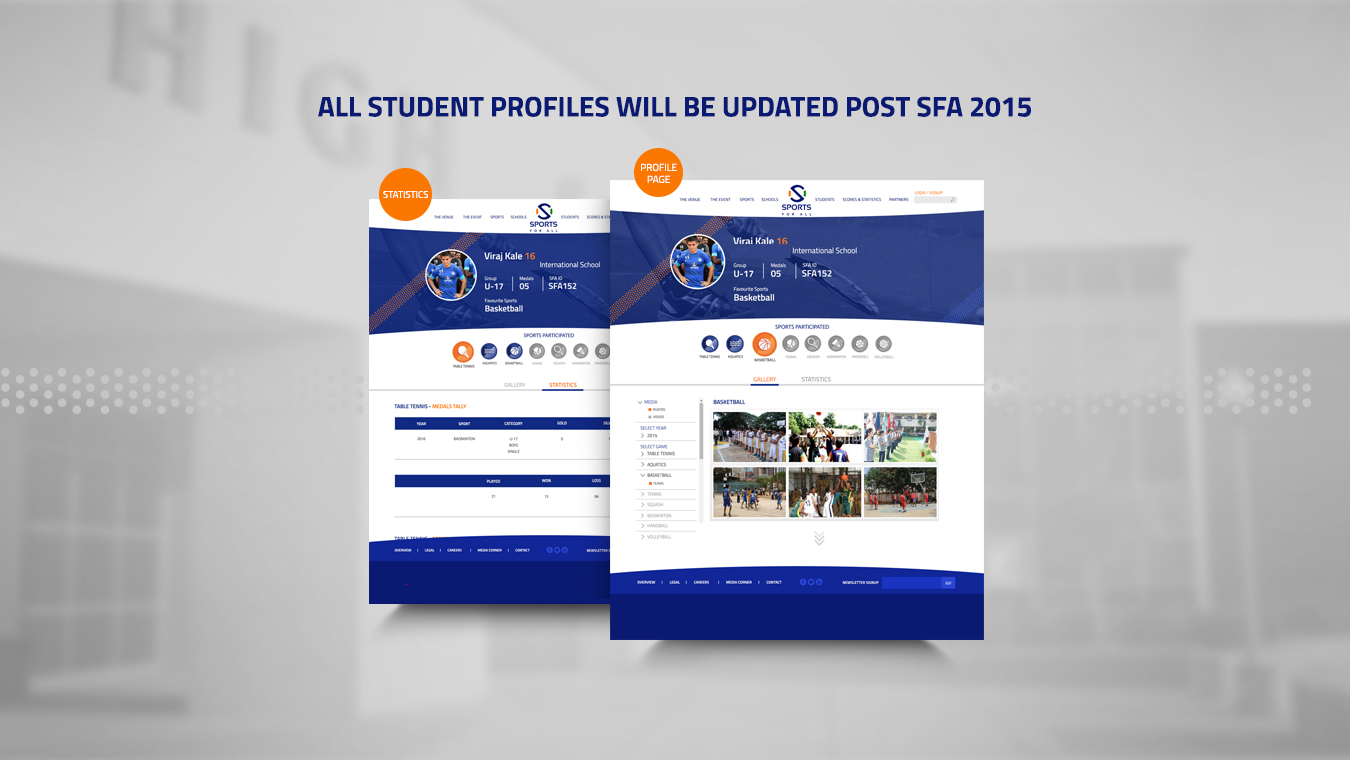 HIGH
ALL STUDENT PROFILES WILL BE UPDATED POST SFA 2015
STATISTICS
THE VENUE THE EVENT SPORTS SCHOOLS
SPORTS
FOR ALL
STUDENTS SCORES & STA
Viraj Kale 16
International School
Group Medals SFA ID
U-17 05 SFA152
Favourite Sports
Basketball
SPORTS PARTICIPATED
TABLE TENNIS AQUATICS BASKETBALL TENNIS SQUASH BADMINTON
GALLERY STATISTICS
TABLE TENNIS - MEDALS TALLY
YEAR SPORT CATEGORY GOLD
2014 BADMINTON U-17 0
BOYS
SINGLE
PLAYED WON LOSS
21 15 06
TABLE TENNIS -
OVERVIEW I LEGAL I CAREERS I MEDIA CORNER I CONTACT NEWSLETTER
PROFILE
PAGE
LOGIN / SIGNUP
THE VENUE THE EVENT SPORTS SCHOOLS
SPORTS
FOR ALL
STUDENTS SCORES & STATISTICS PARTNERS
Viraj Kale 16
International School
Group Medals SFA ID
U-17 05 SFA152
Favourite Sports
Basketball
SPORTS PARTICIPATED
TABLE TENNIS AQUATICS BASKETBALL TENNIS SQUASH BADMINTON HANDBALL VOLLEYBALL
GALLERY STATISTICS
MEDIA
PHOTOS
VIDEOS
SELECT YEAR
2015
SELECT GAME
TABLE TENNIS
AQUATICS
BASKETBALL
TEAMS
TENNIS
SQUASH
BADMINTON
HANDBALL
VOLLEYBALL
BASKETBALL
OVERVIEW I LEGAL I CAREERS I MEDIA CORNER I CONTACT NEWSLETTER SIGNUP GO!